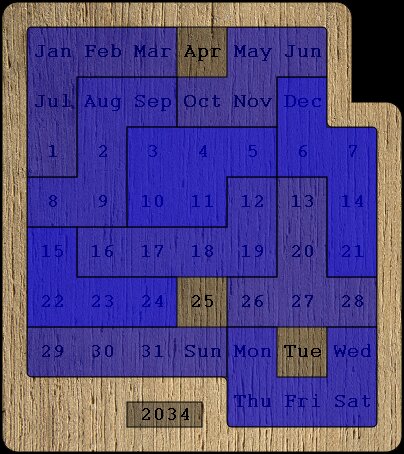 Jan Feb Mar Apr May Jun
Jul Aug Sep Oct Nov Dec
1 2 3 4 5 6 7
8 9 10 11 12 13 14
15 16 17 18 19 20 21
22 23 24 25 26 27 28
29 30 31 Sun Mon Tue Wed
Thu Fri Sat
2034